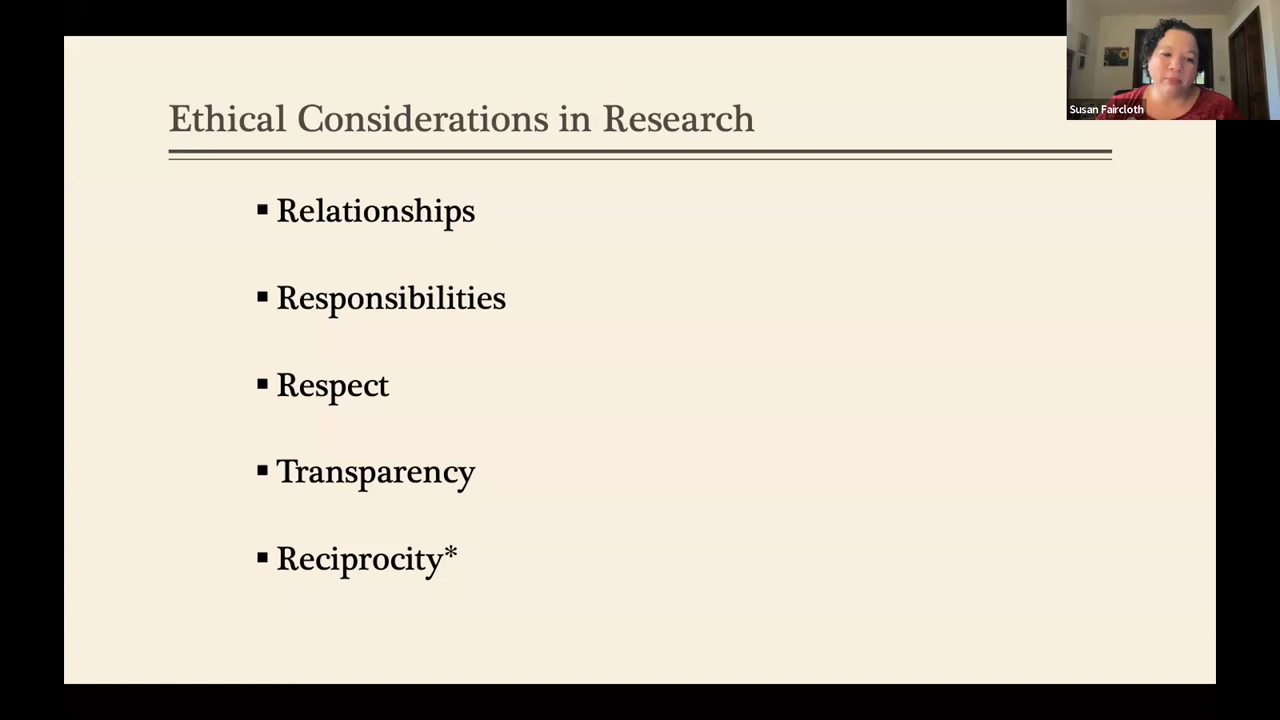 Susan Faircloth
Ethical Considerations in Research
▪ Relationships
▪ Responsibilities
▪ Respect
▪ Transparency
▪ Reciprocity*